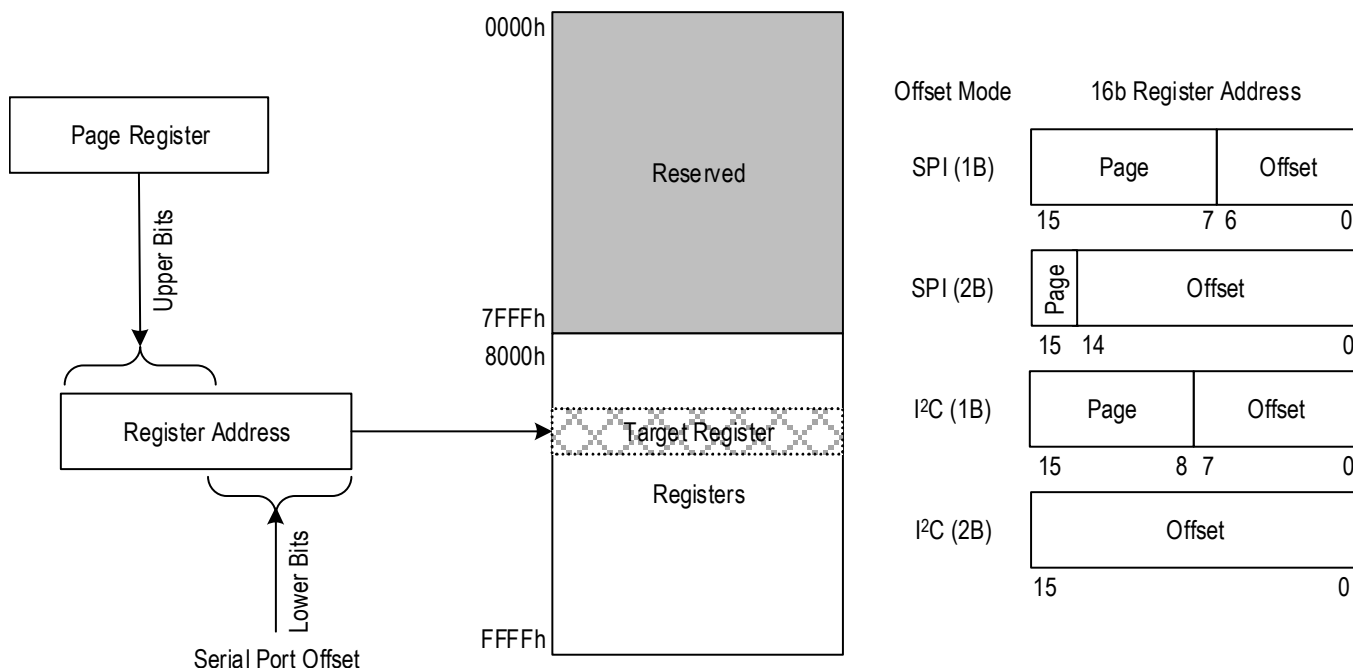 Page Register
Upper Bits
Register Address
Lower Bits
Serial Port Offset
0000h
Reserved
7FFFh
8000h
Target Register
Registers
FFFFh
Offset Mode 16b Register Address
SPI (1B) Page Offset
15 7 6 0
SPI (2B) Page Offset
15 14 0
I²C (1B) Page Offset
15 8 7 0
I²C (2B) Offset
15 0